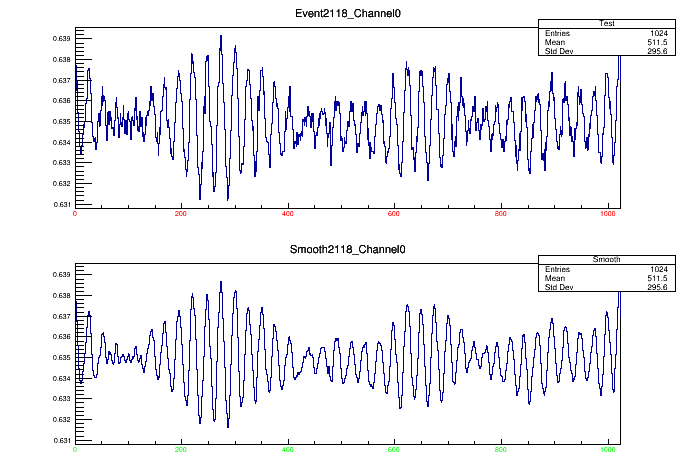 Event2118_Channel0
Test
Entries 1024
Mean 511.5
Std Dev 295.6
0.639
0.638
0.637
0.636
0.635
0.634
0.633
0.632
0.631
0 200 400 600 800 1000
Smooth2118_Channel0
Smooth
Entries 1024
Mean 511.5
Std Dev 295.6
0.639
0.638
0.637
0.636
0.635
0.634
0.633
0.632
0.631
0 200 400 600 800 1000